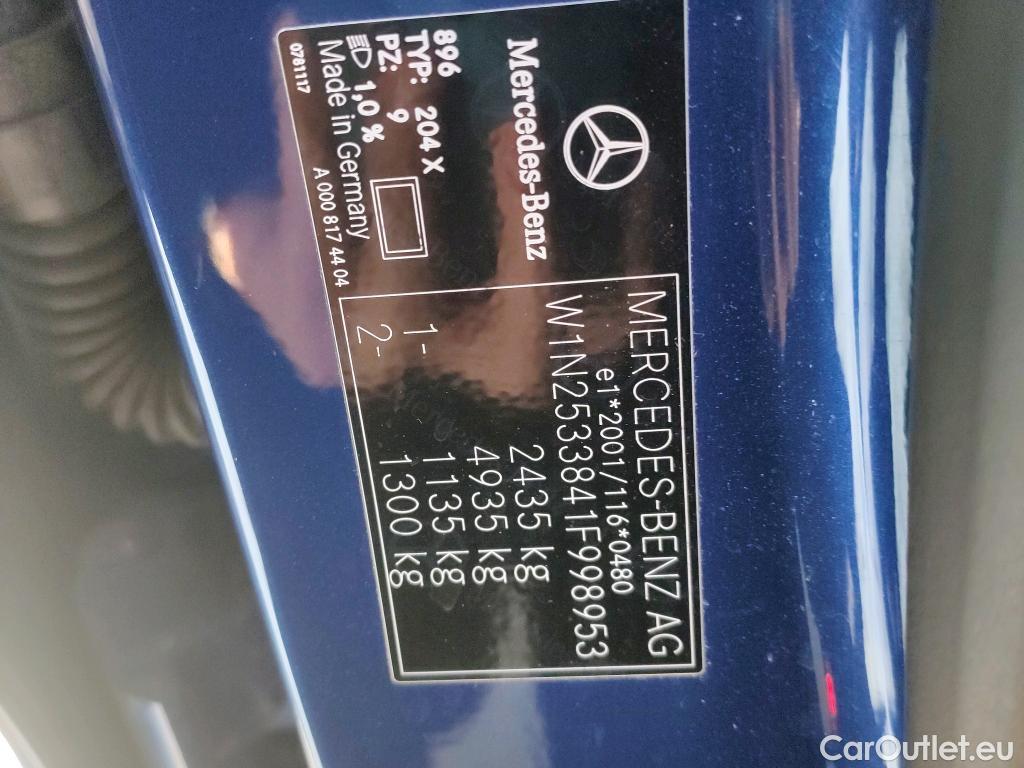 MERCEDES-BENZ AG
e1*2001/116*0480
W1N2533841F998953
2435 kg
4935 kg
1- 1135 kg
2- 1300 kg
Mercedes-Benz
896
TYP: 204 X
PZ: 9
1,0 %
Made in Germany
0781117 A 000 817 44 04
CarOutlet.eu